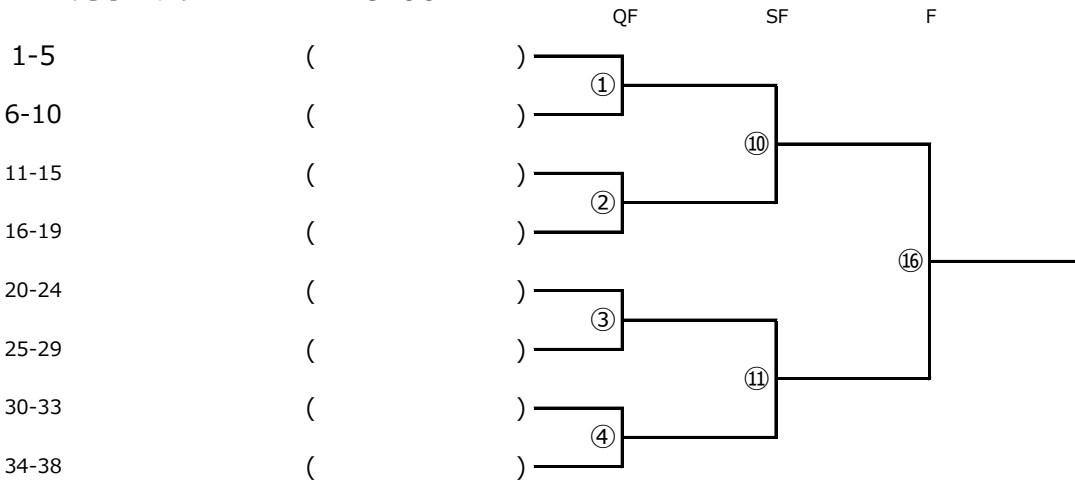 QF SF F
1-5 ( )
①
6-10 ( )
⑩
11-15 ( )
②
16-19 ( )
⑯
20-24 ( )
③
25-29 ( )
⑪
30-33 ( )
④
34-38 ( )